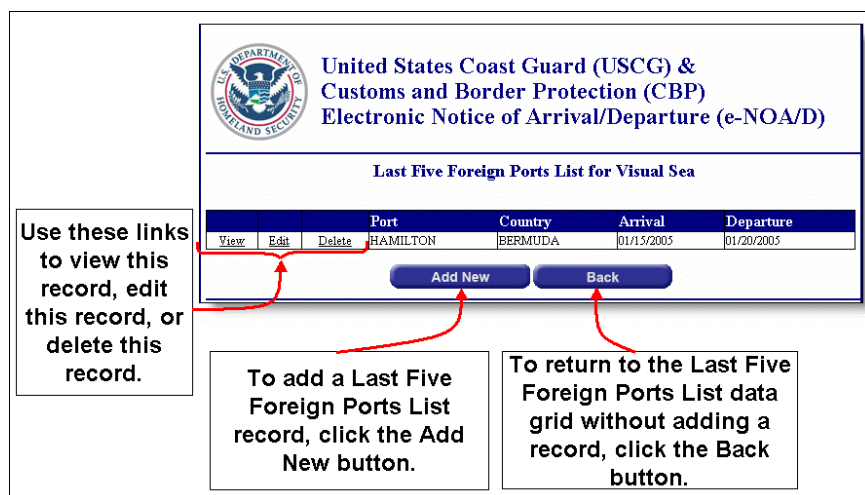 U.S. DEPARTMENT OF
HOMELAND SECURITY
United States Coast Guard (USCG) &
Customs and Border Protection (CBP)
Electronic Notice of Arrival/Departure (e-NOA/D)
Last Five Foreign Ports List for Visual Sea
Port Country Arrival Departure
View Edit Delete HAMILTON BERMUDA 01/15/2005 01/20/2005
Add New Back
Use these links
to view this
record, edit
this record, or
delete this
record.
To add a Last Five
Foreign Ports List
record, click the Add
New button.
To return to the Last Five
Foreign Ports List data
grid without adding a
record, click the Back
button.